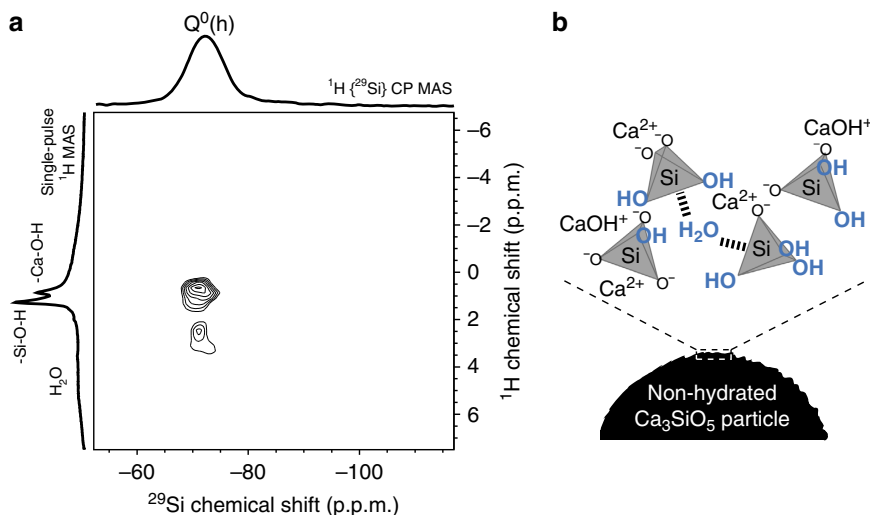 a
Q⁰(h)
¹H {²⁹Si} CP MAS
Single-pulse
¹H MAS
-Ca-O-H
-Si-O-H
H₂O
–6
–4
–2
0
2
4
6
¹H chemical shift (p.p.m.)
–60
–80
–100
²⁹Si chemical shift (p.p.m.)
b
Ca²⁺
CaOH⁺
⁻O
O⁻
Si
HO
OH
⁻O
⁻O
Si
OH
OH
CaOH⁺
⁻O
OH
Si
⁻O
O⁻
Ca²⁺
H₂O
Ca²⁺
⁻O
Si
OH
OH
HO
Non-hydrated
Ca₃SiO₅ particle